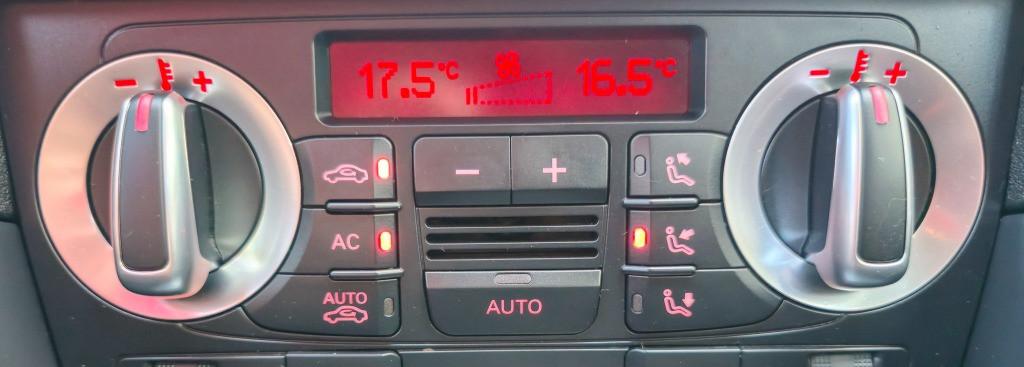 - +
17.5°C 16.5°C
- +
- +
AC
AUTO
AUTO